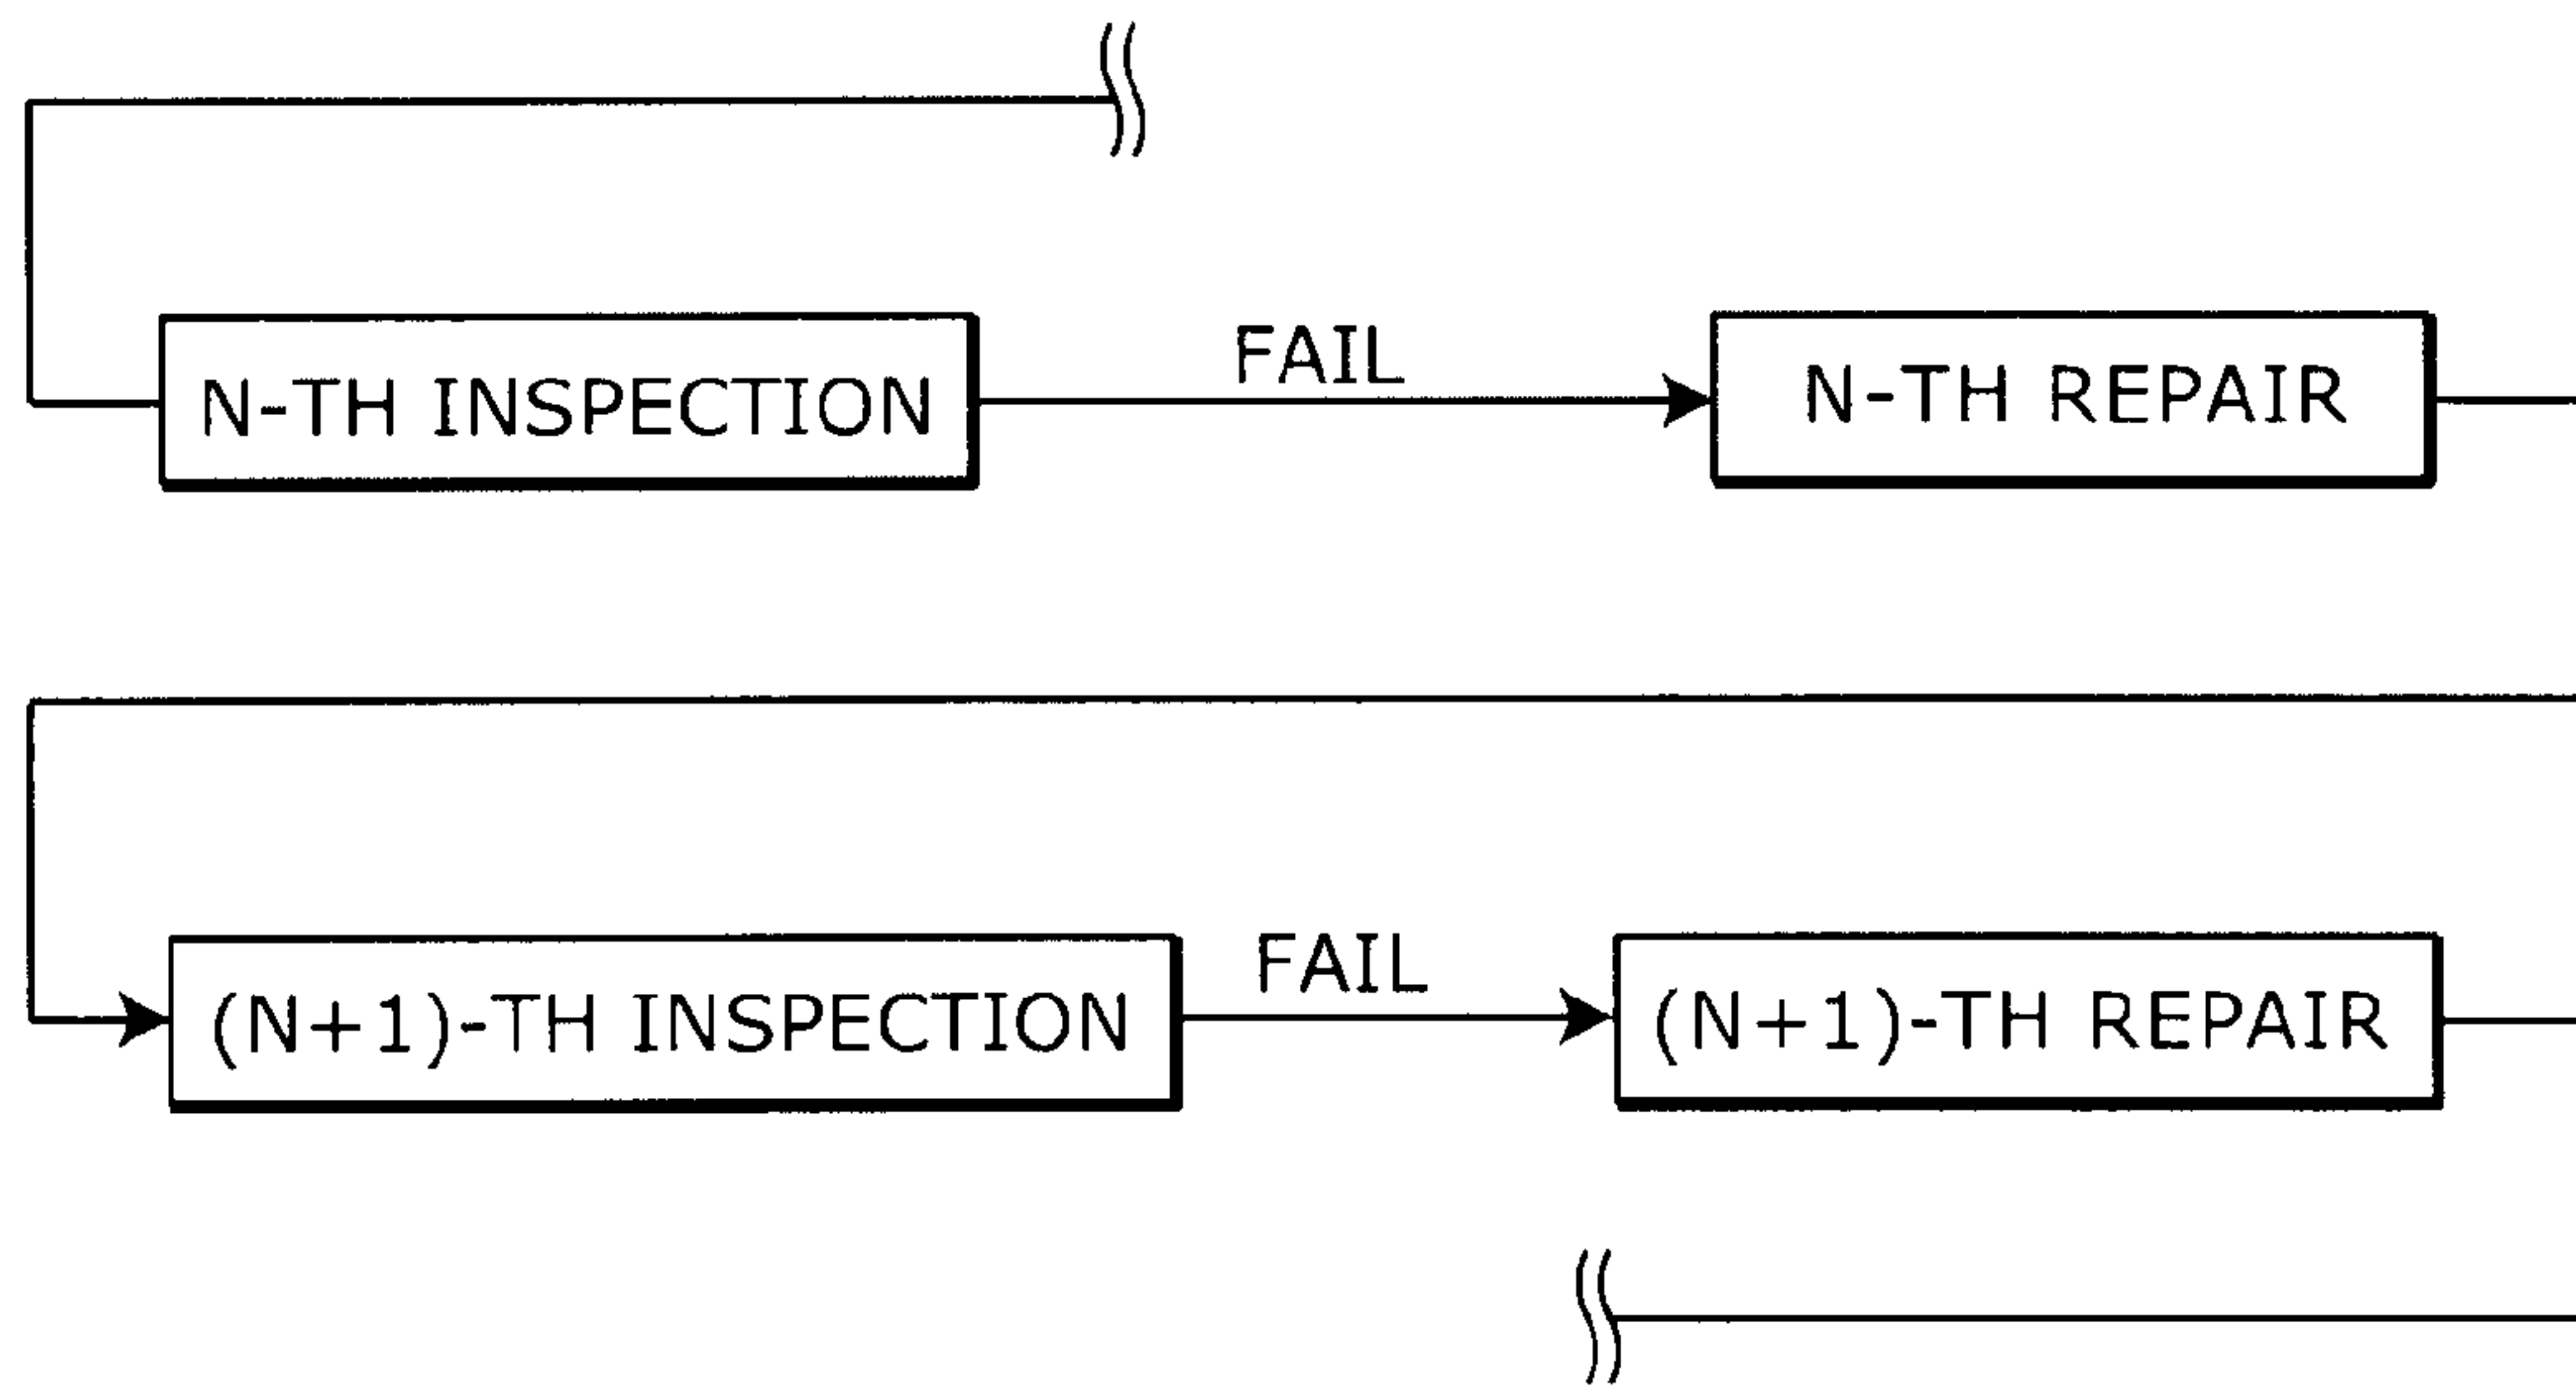 FAIL
N-TH INSPECTION
N-TH REPAIR
FAIL
(N+1)-TH INSPECTION
(N+1)-TH REPAIR